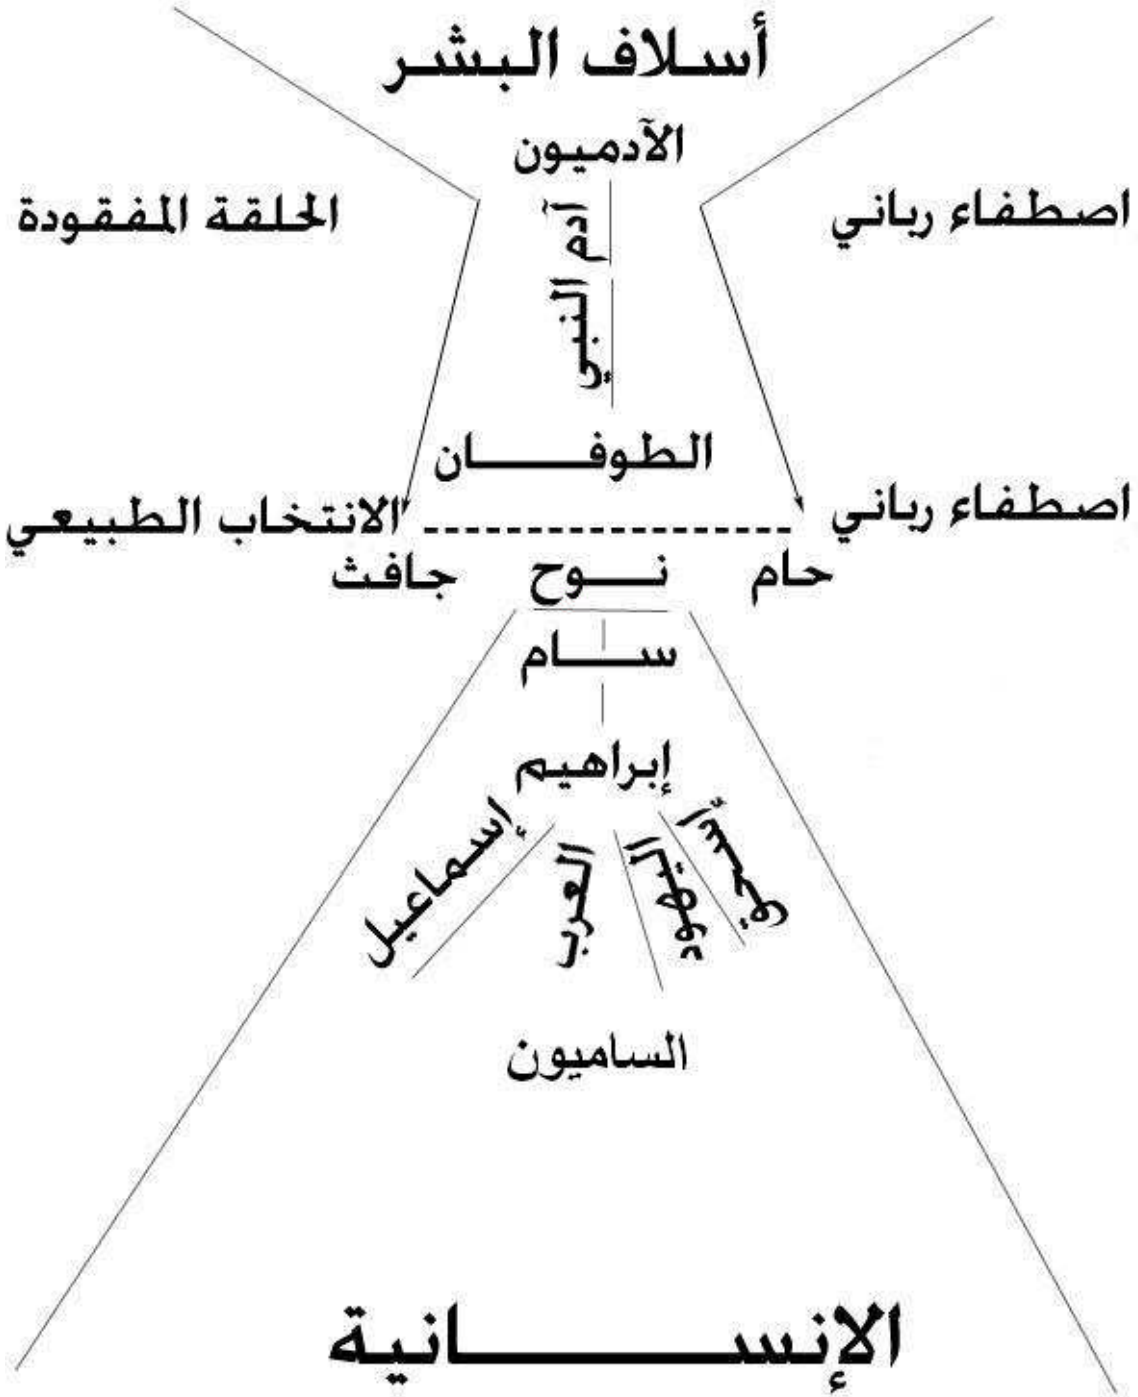 أسلاف البشر
الآدميون
اصطفاء رباني
الحلقة المفقودة
آدم النبي
الطوفان
اصطفاء رباني
الانتخاب الطبيعي
حام
نوح
جافث
سام
إبراهيم
أسحق
اليهود
العرب
إسماعيل
الساميون
الإنسانية